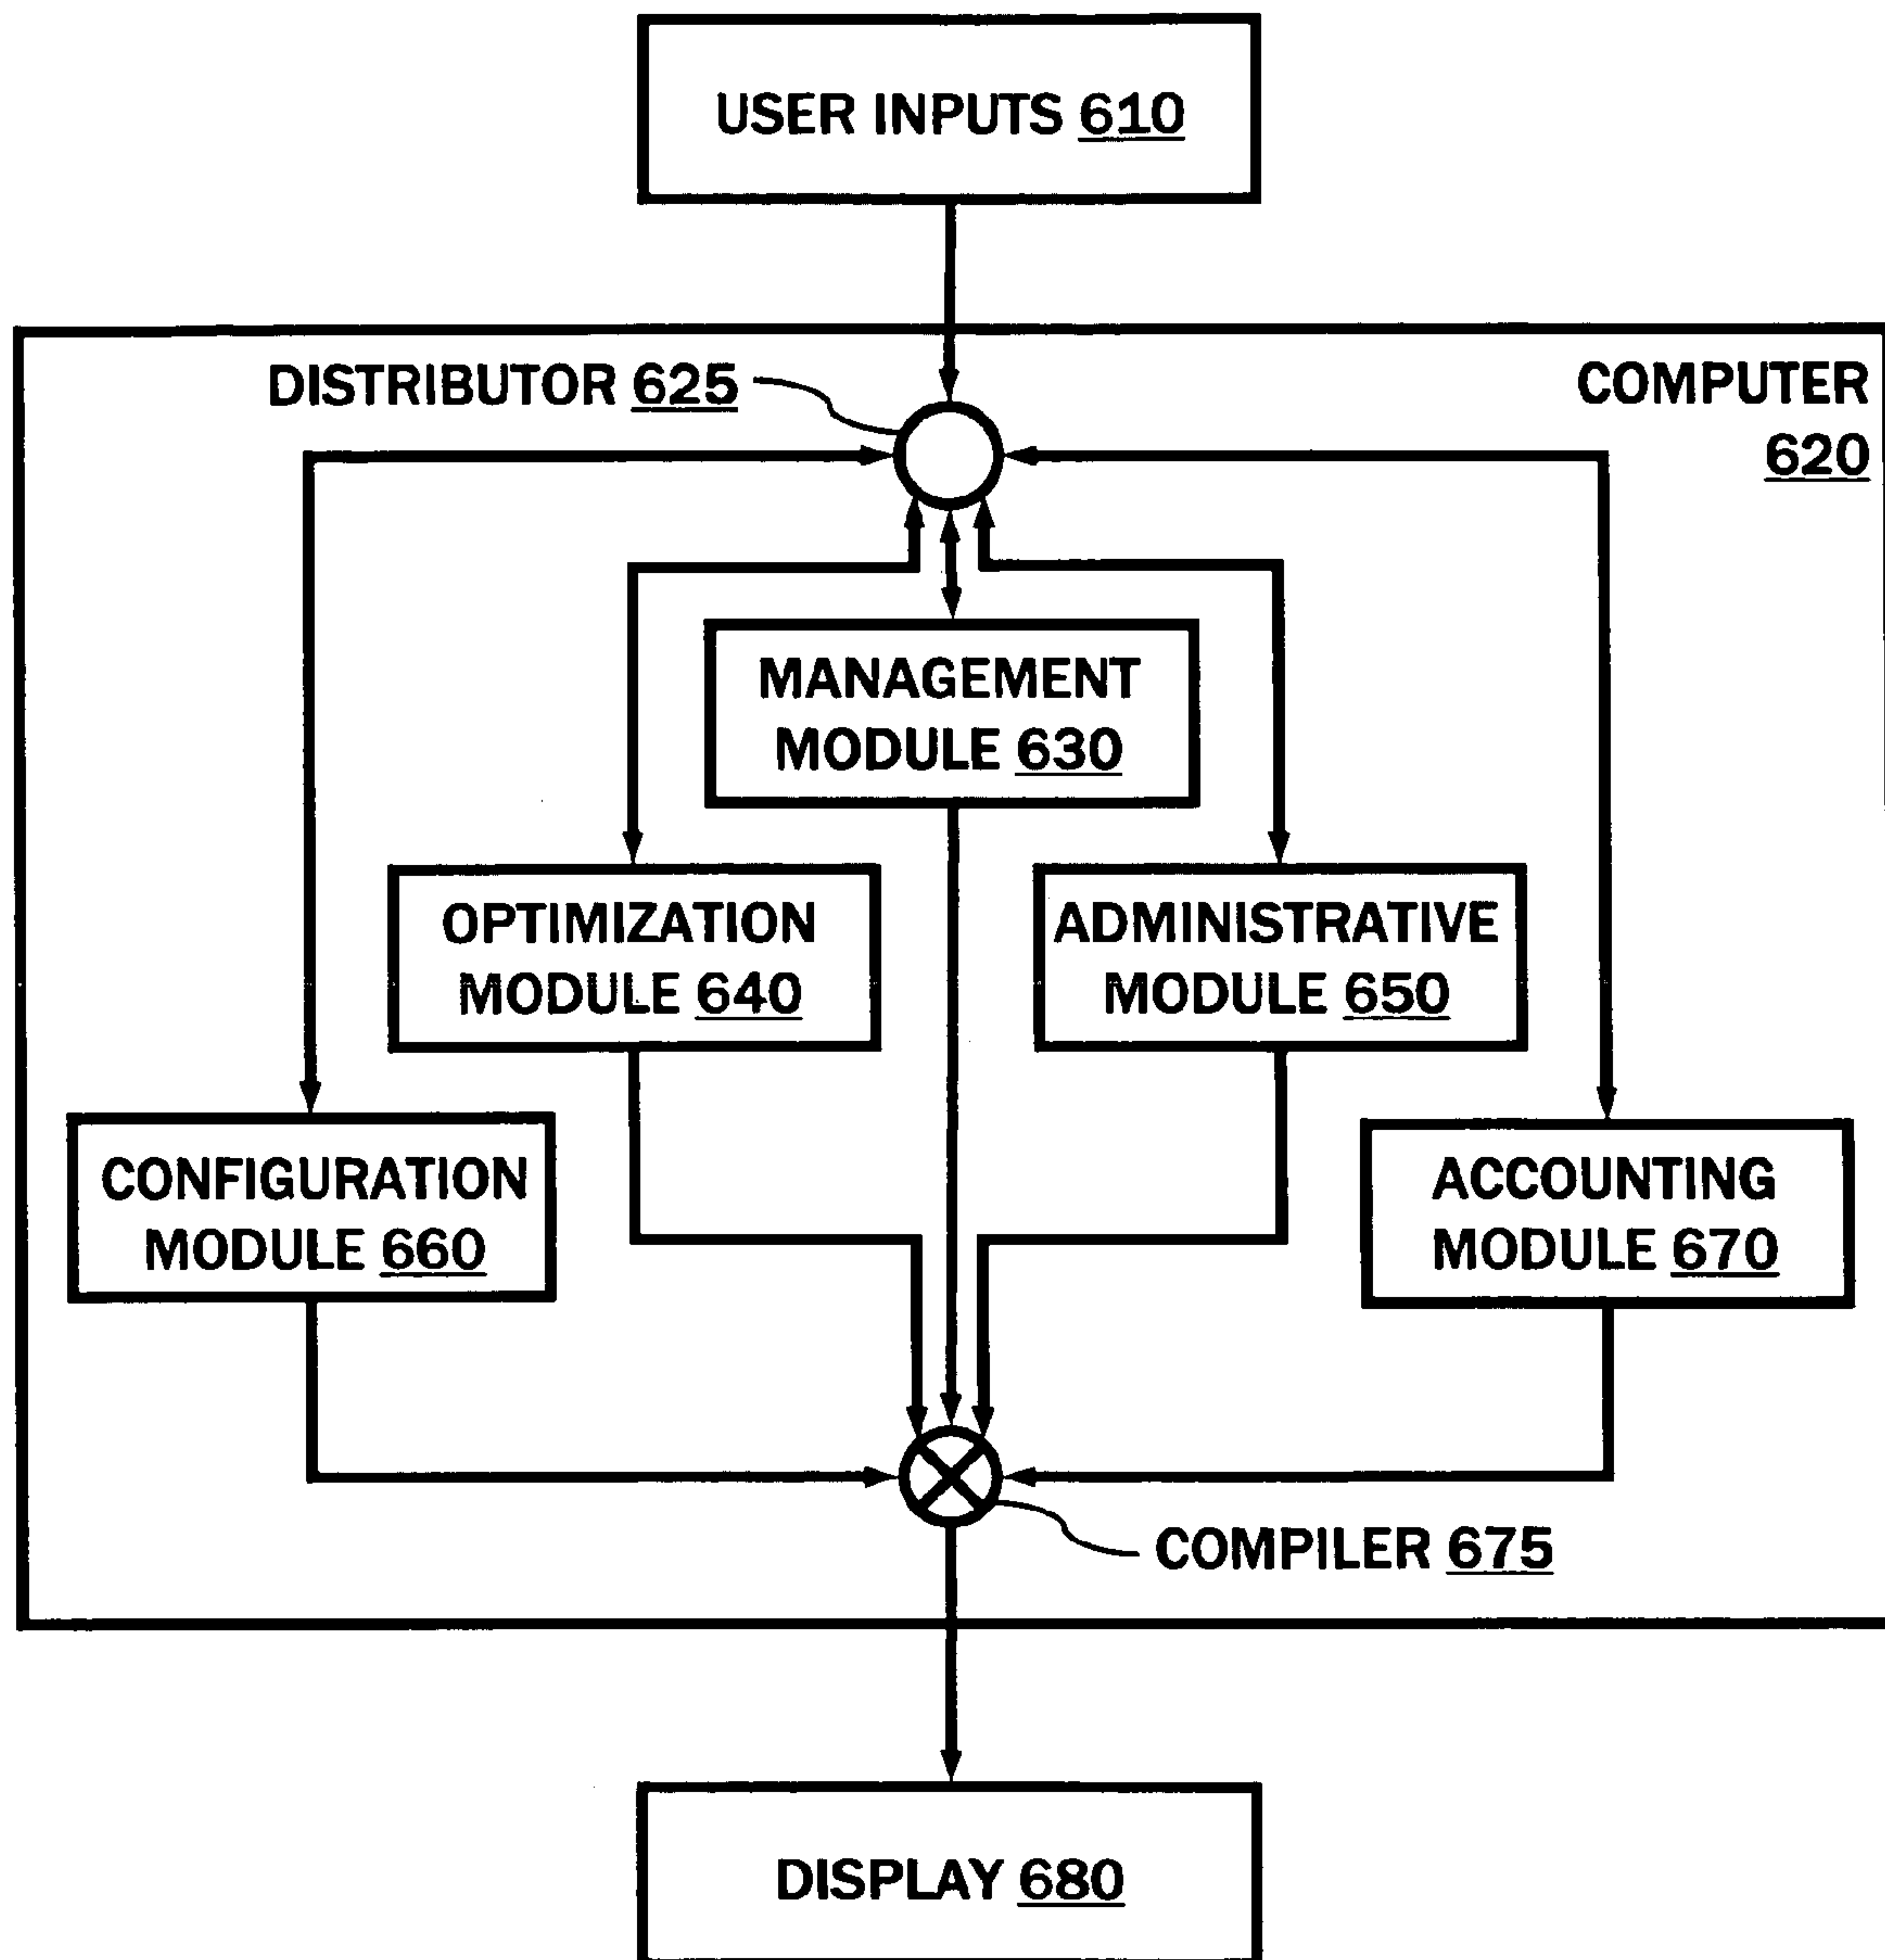 USER INPUTS 610
DISTRIBUTOR 625
COMPUTER
620
MANAGEMENT
MODULE 630
OPTIMIZATION
MODULE 640
ADMINISTRATIVE
MODULE 650
CONFIGURATION
MODULE 660
ACCOUNTING
MODULE 670
COMPILER 675
DISPLAY 680